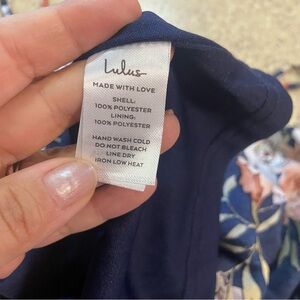 Lulus
MADE WITH LOVE
SHELL:
100% POLYESTER
LINING:
100% POLYESTER
HAND WASH COLD
DO NOT BLEACH
LINE DRY
IRON LOW HEAT